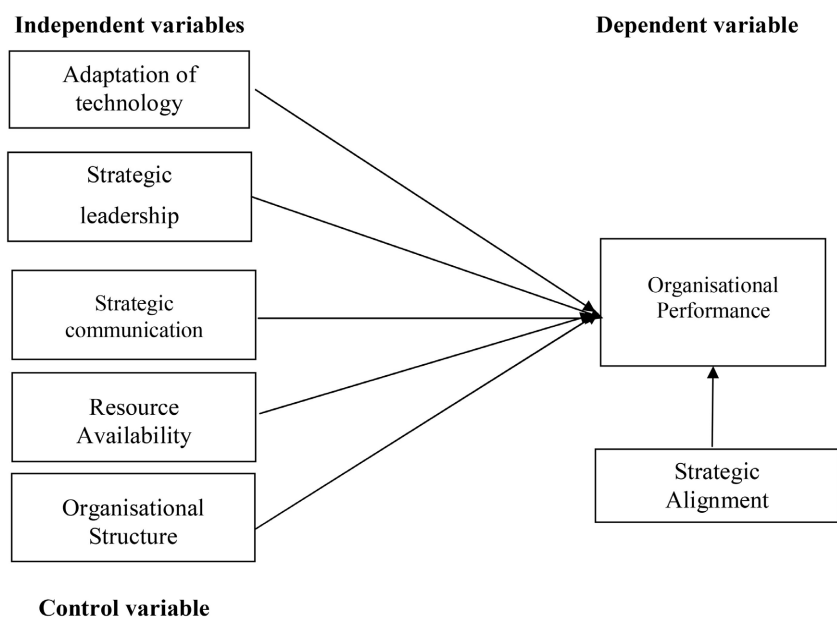 Independent variables
Dependent variable
Adaptation of
technology
Strategic
leadership
Strategic
communication
Resource
Availability
Organisational
Structure
Organisational
Performance
Strategic
Alignment
Control variable